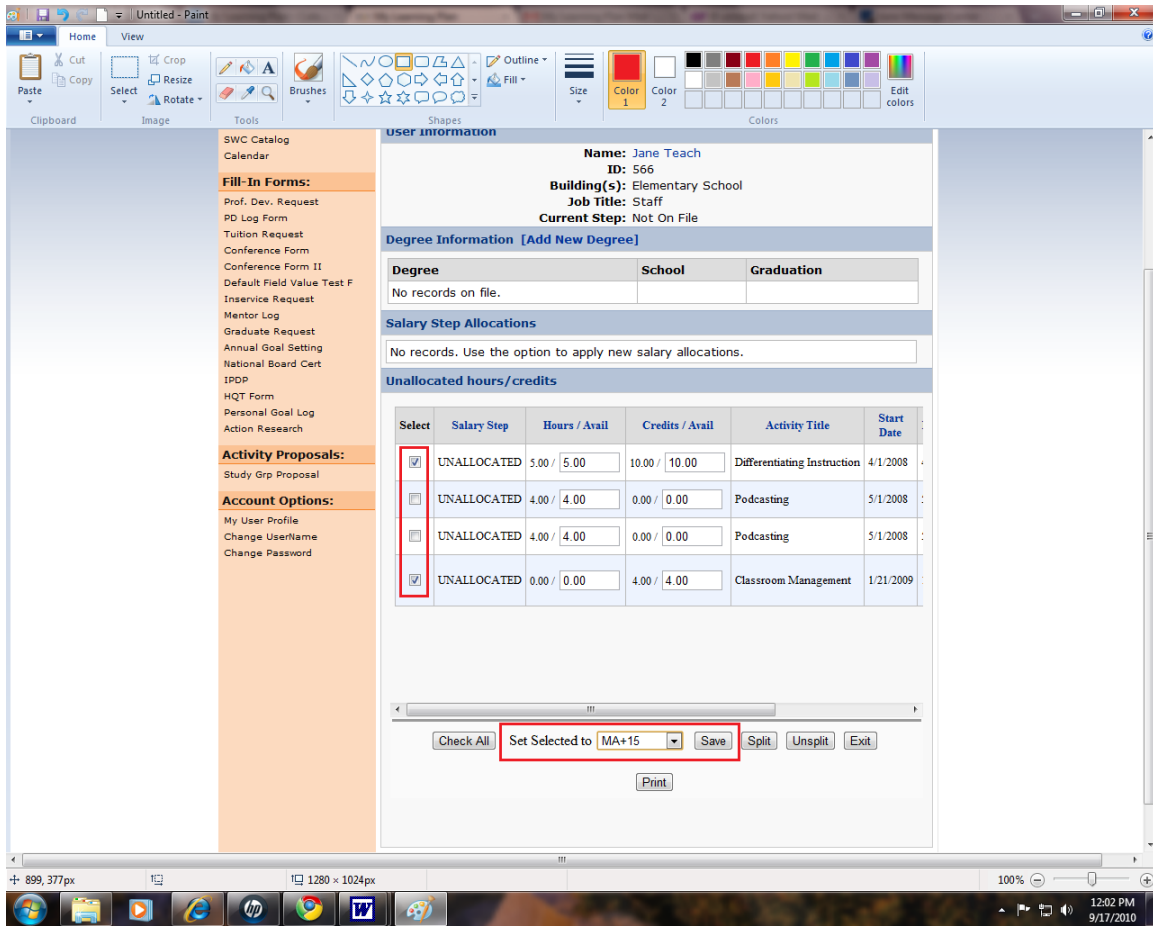 Untitled - Paint
Home View
Cut
Copy
Paste
Clipboard
Select
Crop
Resize
Rotate
Image
Tools
Brushes
Outline
Fill
Shapes
Size
Color 1
Color 2
Edit colors
Colors
SWC Catalog
Calendar
Fill-In Forms:
Prof. Dev. Request
PD Log Form
Tuition Request
Conference Form
Conference Form II
Default Field Value Test F
Inservice Request
Mentor Log
Graduate Request
Annual Goal Setting
National Board Cert
IPDP
HQT Form
Personal Goal Log
Action Research
Activity Proposals:
Study Grp Proposal
Account Options:
My User Profile
Change UserName
Change Password
User Information
Name: Jane Teach
ID: 566
Building(s): Elementary School
Job Title: Staff
Current Step: Not On File
Degree Information [Add New Degree]
Degree School Graduation
No records on file.
Salary Step Allocations
No records. Use the option to apply new salary allocations.
Unallocated hours/credits
Select Salary Step Hours / Avail Credits / Avail Activity Title Start Date
UNALLOCATED 5.00 / 5.00 10.00 / 10.00 Differentiating Instruction 4/1/2008
UNALLOCATED 4.00 / 4.00 0.00 / 0.00 Podcasting 5/1/2008
UNALLOCATED 4.00 / 4.00 0.00 / 0.00 Podcasting 5/1/2008
UNALLOCATED 0.00 / 0.00 4.00 / 4.00 Classroom Management 1/21/2009
Check All Set Selected to MA+15 Save Split Unsplit Exit
Print
899, 377px 1280 × 1024px 100%
12:02 PM
9/17/2010